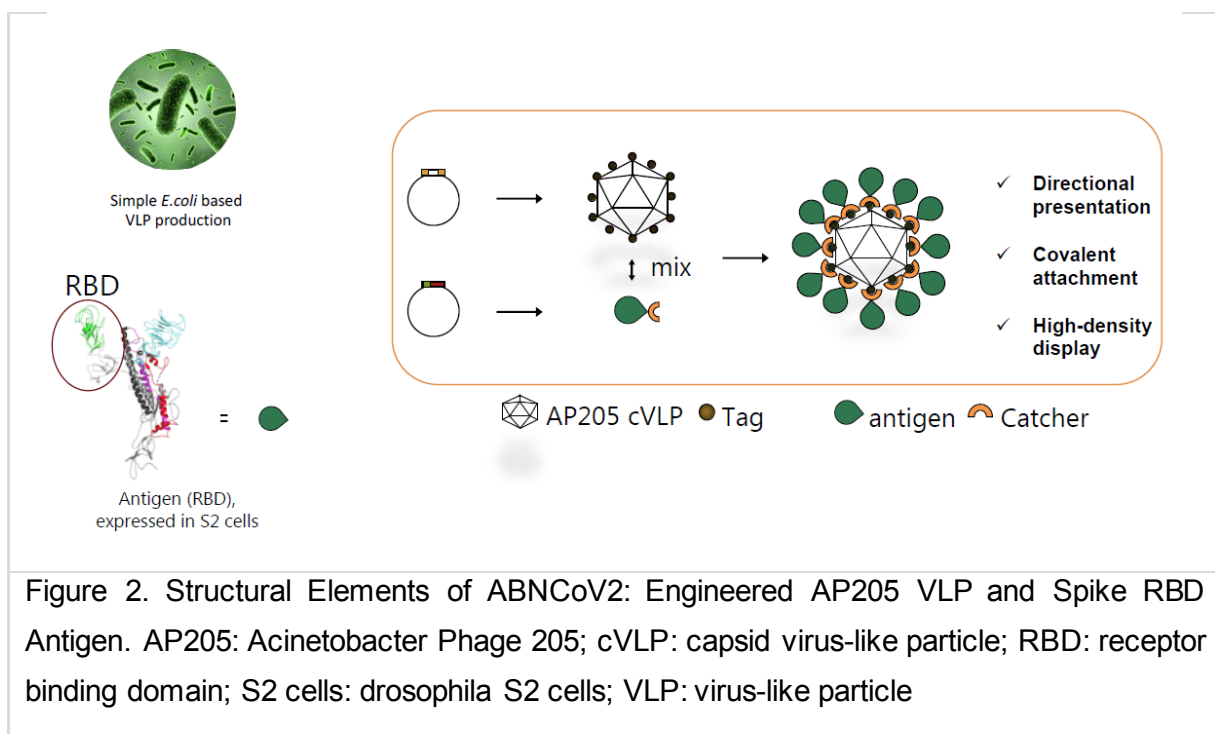 Simple E.coli based
VLP production
RBD
=
Antigen (RBD),
expressed in S2 cells
mix
✓ Directional
presentation
✓ Covalent
attachment
✓ High-density
display
AP205 cVLP Tag antigen Catcher
Figure 2. Structural Elements of ABNCoV2: Engineered AP205 VLP and Spike RBD
Antigen. AP205: Acinetobacter Phage 205; cVLP: capsid virus-like particle; RBD: receptor
binding domain; S2 cells: drosophila S2 cells; VLP: virus-like particle